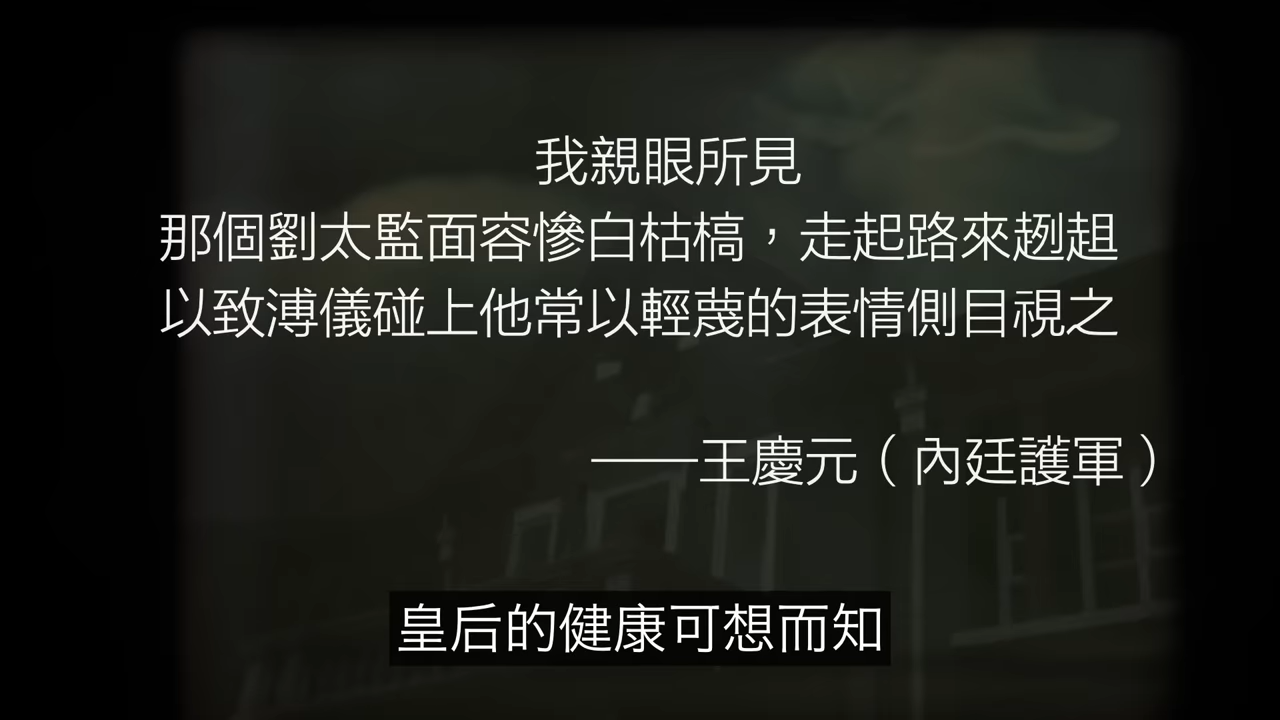 我親眼所見
那個劉太監面容慘白枯槁，走起路來趔趄
以致溥儀碰上他常以輕蔑的表情側目視之
——王慶元（內廷護軍）
皇后的健康可想而知